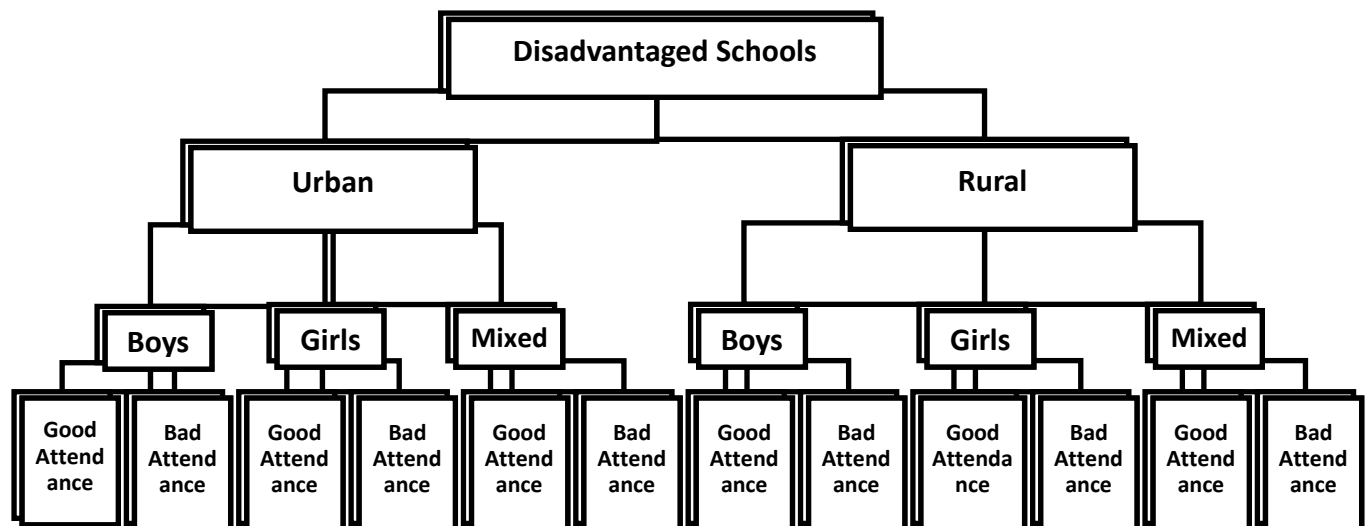 Disadvantaged Schools
Urban
Rural
Boys
Girls
Mixed
Boys
Girls
Mixed
Good
Attend
ance
Bad
Attend
ance
Good
Attend
ance
Bad
Attend
ance
Good
Attend
ance
Bad
Attend
ance
Good
Attend
ance
Bad
Attend
ance
Good
Attenda
nce
Bad
Attend
ance
Good
Attend
ance
Bad
Attend
ance